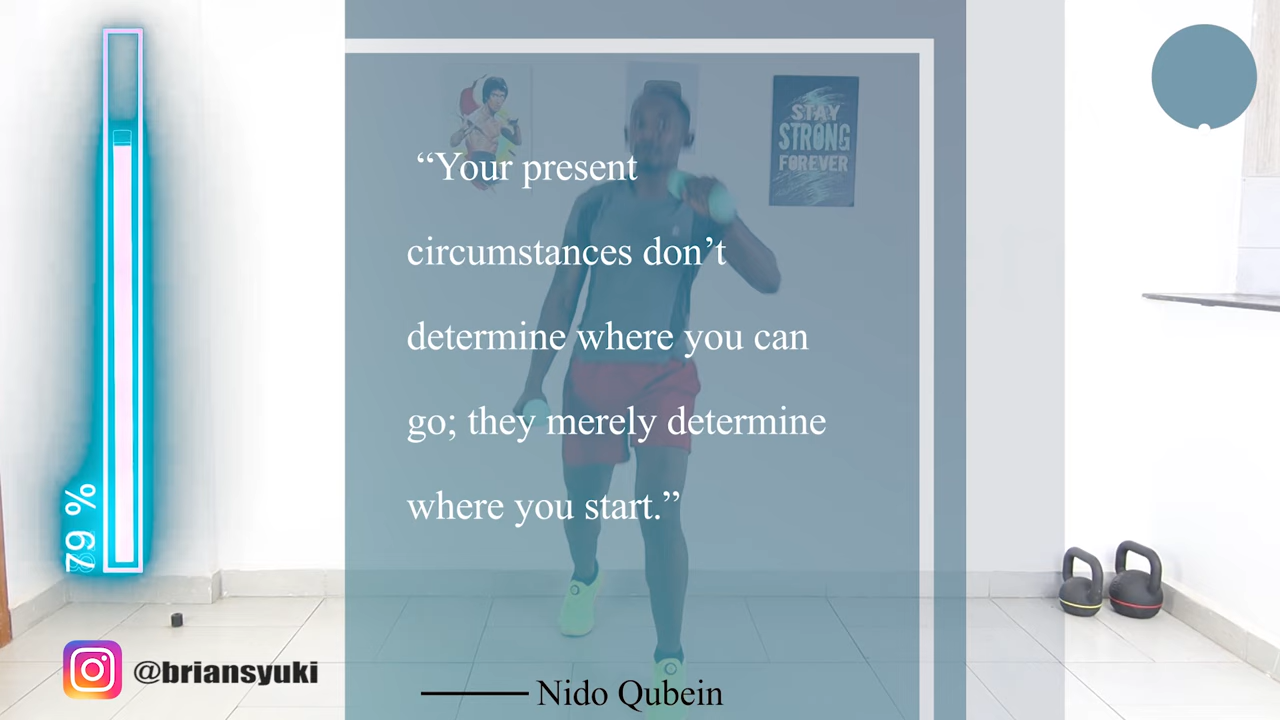 STAY
STRONG
FOREVER
“Your present
circumstances don’t
determine where you can
go; they merely determine
where you start.”
Nido Qubein
%
@briansyuki